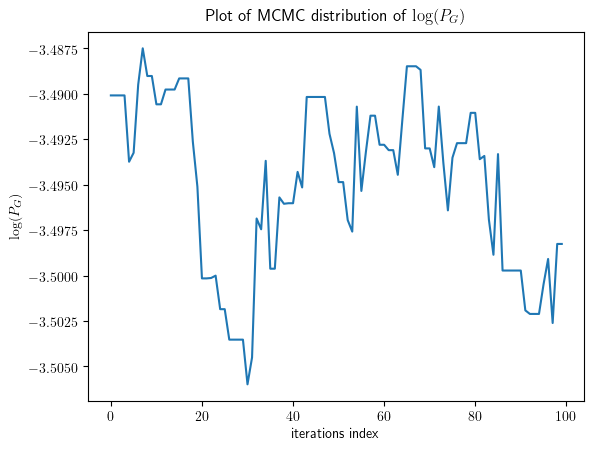 Plot of MCMC distribution of log(P_G)
−3.4875
−3.4900
−3.4925
−3.4950
−3.4975
−3.5000
−3.5025
−3.5050
log(P_G)
0 20 40 60 80 100
iterations index